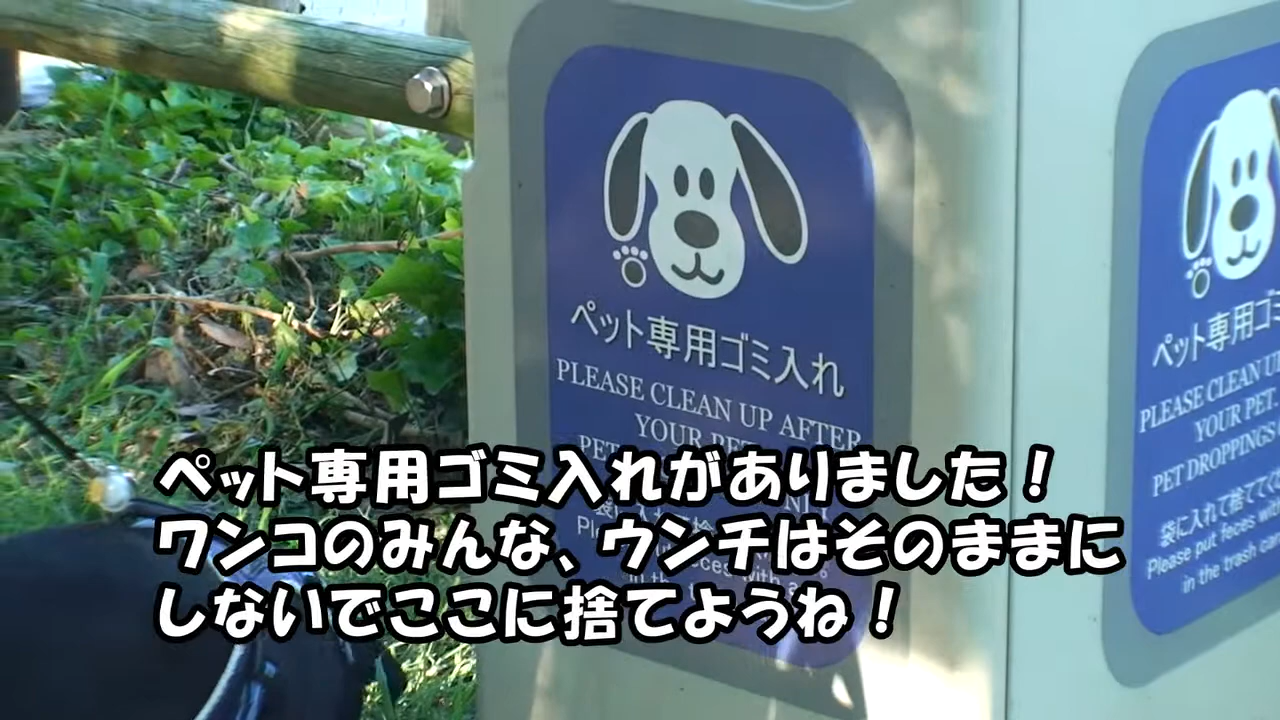 ペット専用ゴミ入れ
PLEASE CLEAN UP AFTER
YOUR PET
ペット専用ゴミ入れがありました！
ワンコのみんな、ウンチはそのままに
しないでここに捨てようね！
ペット専用ゴミ
PLEASE CLEAN UP
YOUR PET.
PET DROPPINGS
袋に入れて捨ててく
Please put feces with
in the trash can